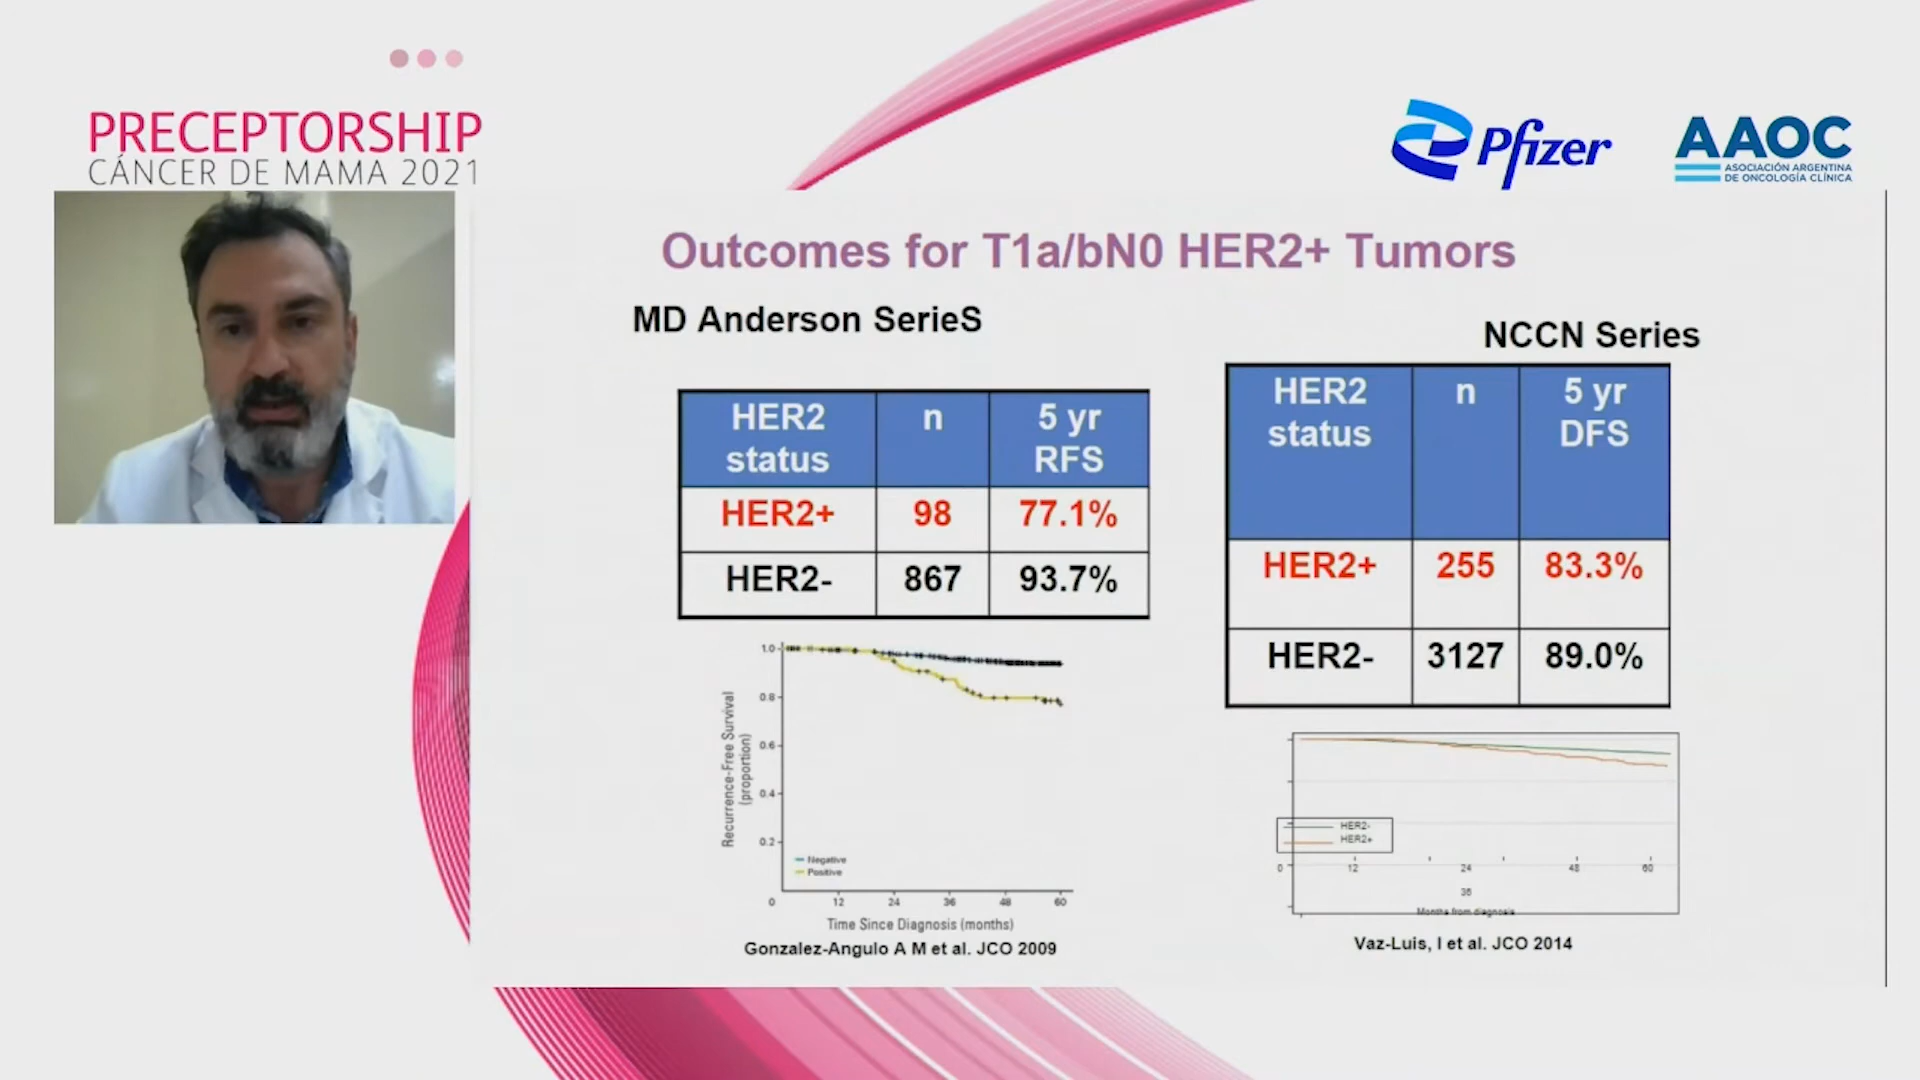 PRECEPTORSHIP
CÁNCER DE MAMA 2021
Pfizer
AAOC
ASOCIACIÓN ARGENTINA
DE ONCOLOGÍA CLÍNICA
Outcomes for T1a/bN0 HER2+ Tumors
MD Anderson SerieS
HER2 status n 5 yr RFS
HER2+ 98 77.1%
HER2- 867 93.7%
1.0
0.8
0.6
0.4
0.2
Recurrence-Free Survival
(proportion)
Negative
Positive
0 12 24 36 48 60
Time Since Diagnosis (months)
Gonzalez-Angulo A M et al. JCO 2009
NCCN Series
HER2 status n 5 yr DFS
HER2+ 255 83.3%
HER2- 3127 89.0%
HER2-
HER2+
0 12 24 48 60
36
Months from diagnosis
Vaz-Luis, I et al. JCO 2014